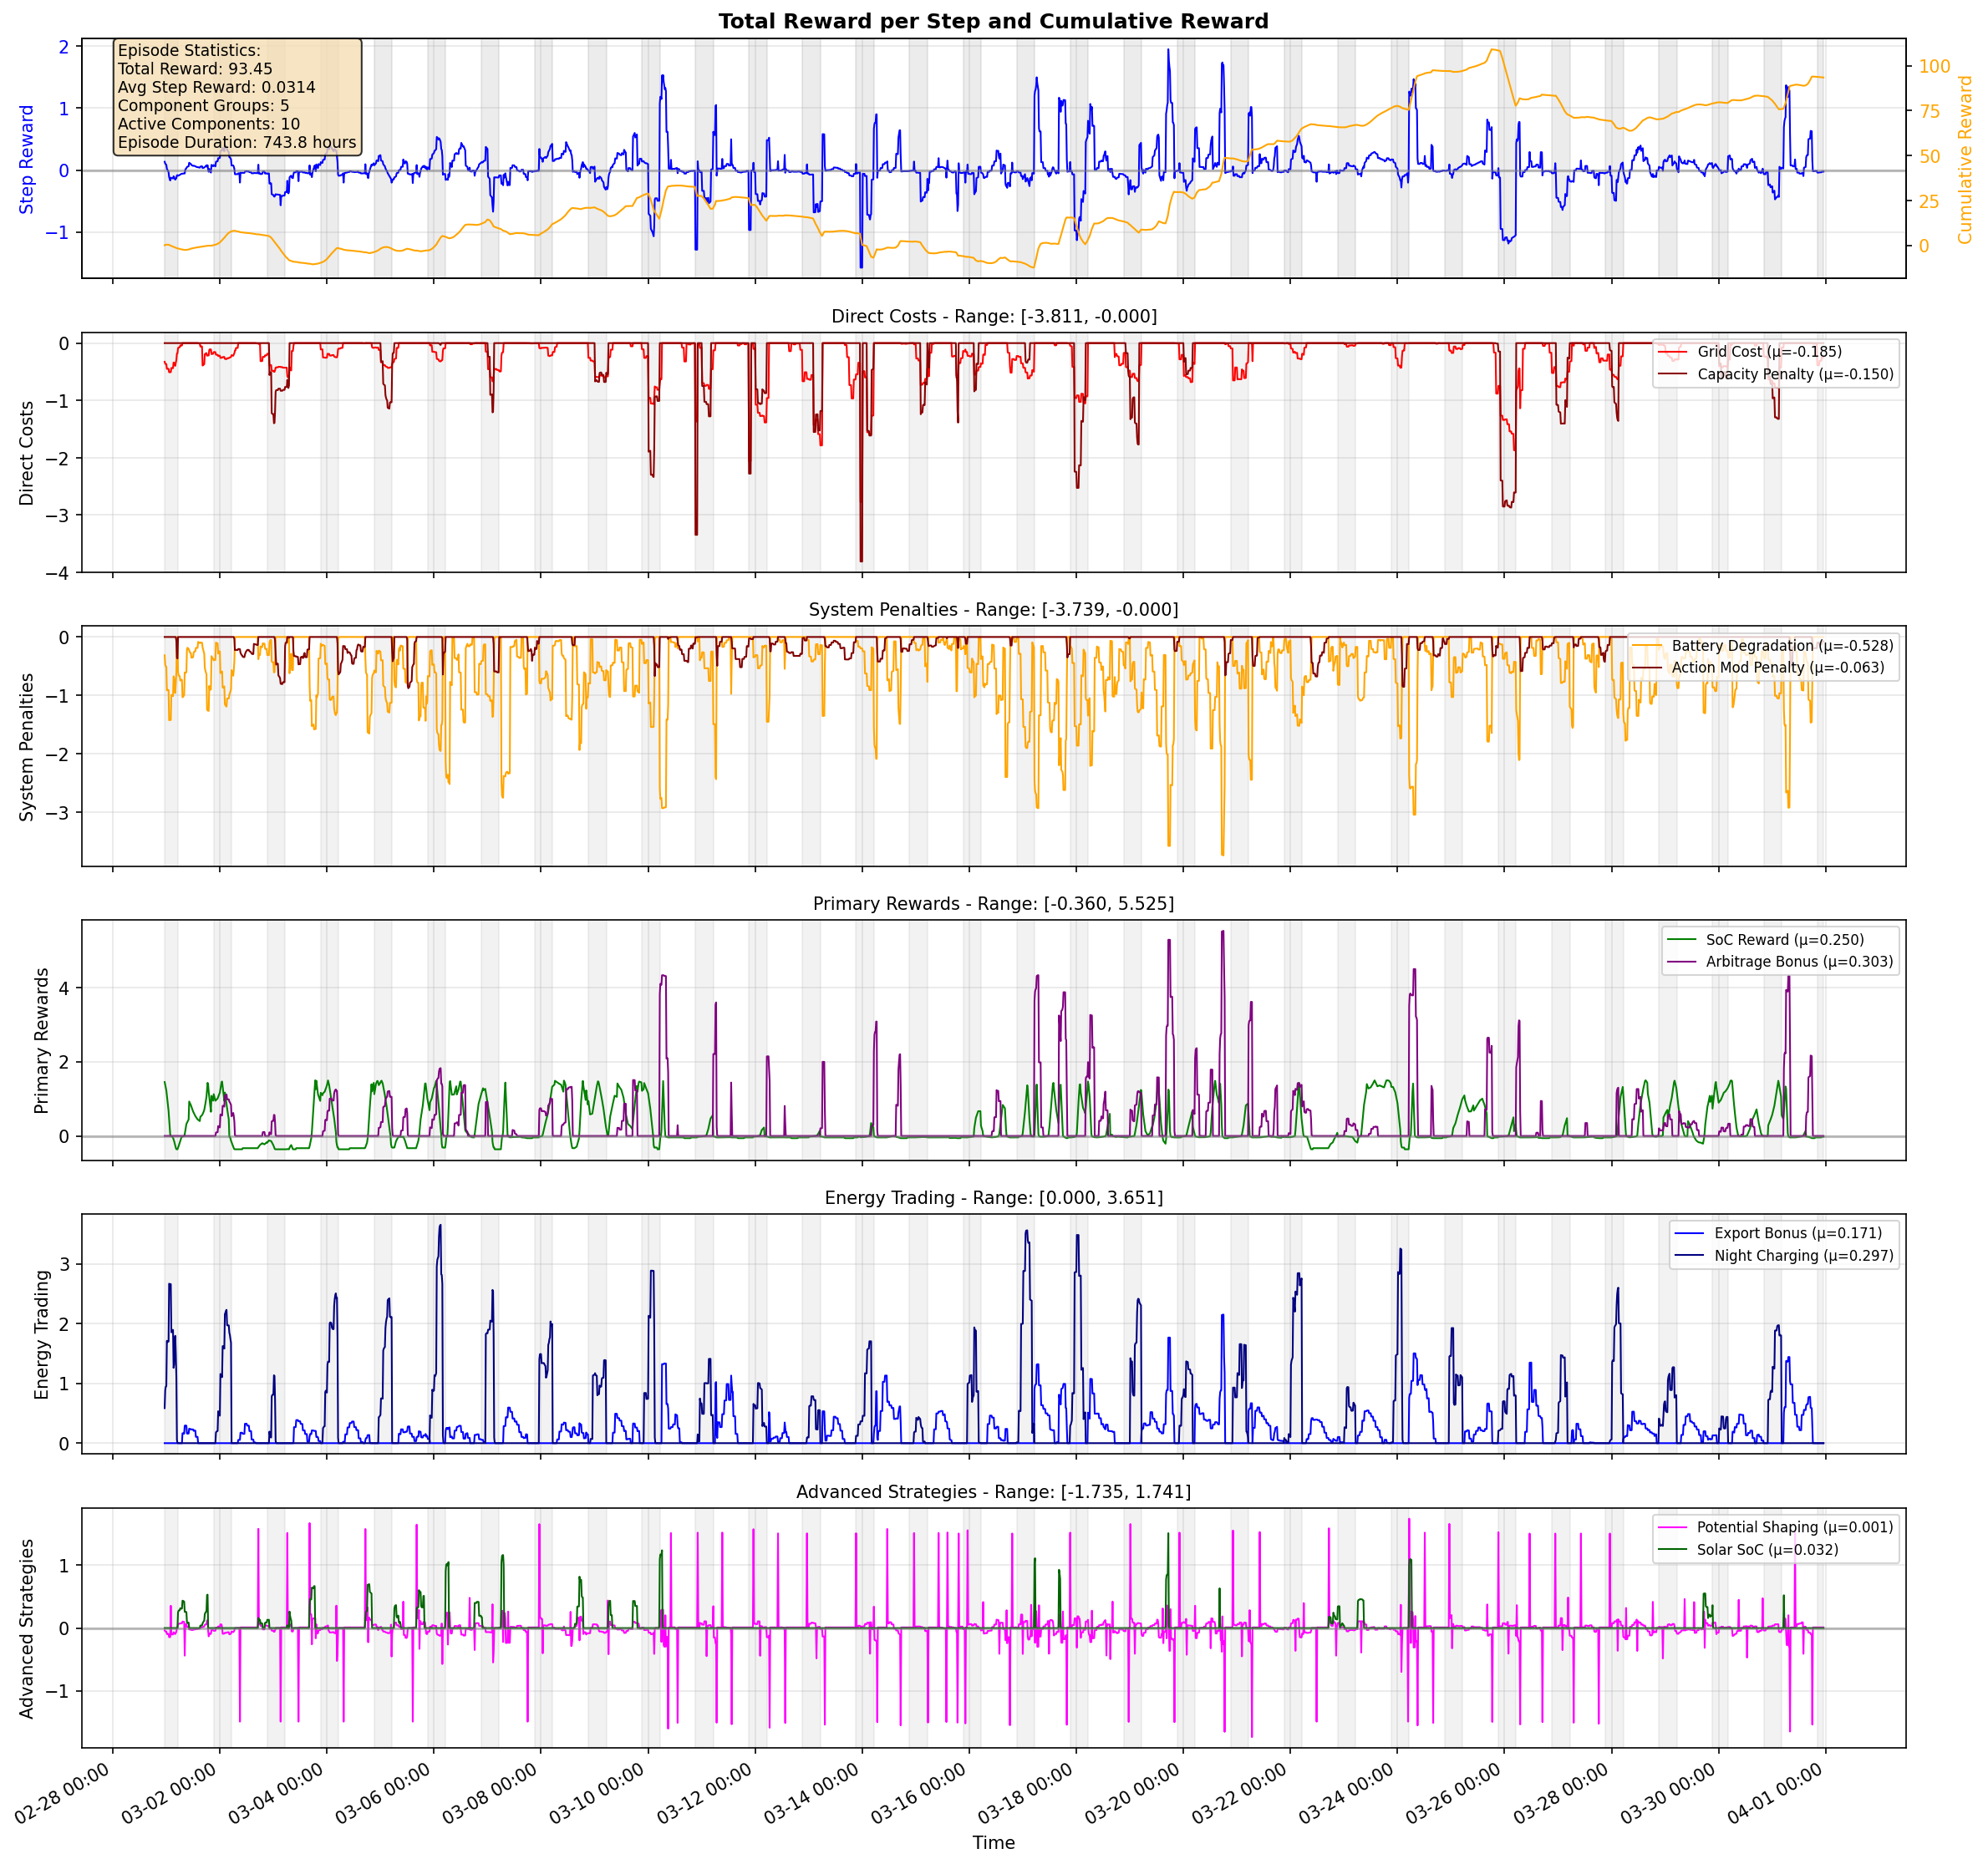 Total Reward per Step and Cumulative Reward
Episode Statistics:
Total Reward: 93.45
Avg Step Reward: 0.0314
Component Groups: 5
Active Components: 10
Episode Duration: 743.8 hours
Step Reward
2
1
0
−1
Cumulative Reward
100
75
50
25
0
Direct Costs - Range: [-3.811, -0.000]
Direct Costs
0
−1
−2
−3
−4
Grid Cost (μ=-0.185)
Capacity Penalty (μ=-0.150)
System Penalties - Range: [-3.739, -0.000]
System Penalties
0
−1
−2
−3
Battery Degradation (μ=-0.528)
Action Mod Penalty (μ=-0.063)
Primary Rewards - Range: [-0.360, 5.525]
Primary Rewards
4
2
0
SoC Reward (μ=0.250)
Arbitrage Bonus (μ=0.303)
Energy Trading - Range: [0.000, 3.651]
Energy Trading
3
2
1
0
Export Bonus (μ=0.171)
Night Charging (μ=0.297)
Advanced Strategies - Range: [-1.735, 1.741]
Advanced Strategies
1
0
−1
Potential Shaping (μ=0.001)
Solar SoC (μ=0.032)
02-28 00:00
03-02 00:00
03-04 00:00
03-06 00:00
03-08 00:00
03-10 00:00
03-12 00:00
03-14 00:00
03-16 00:00
03-18 00:00
03-20 00:00
03-22 00:00
03-24 00:00
03-26 00:00
03-28 00:00
03-30 00:00
04-01 00:00
Time